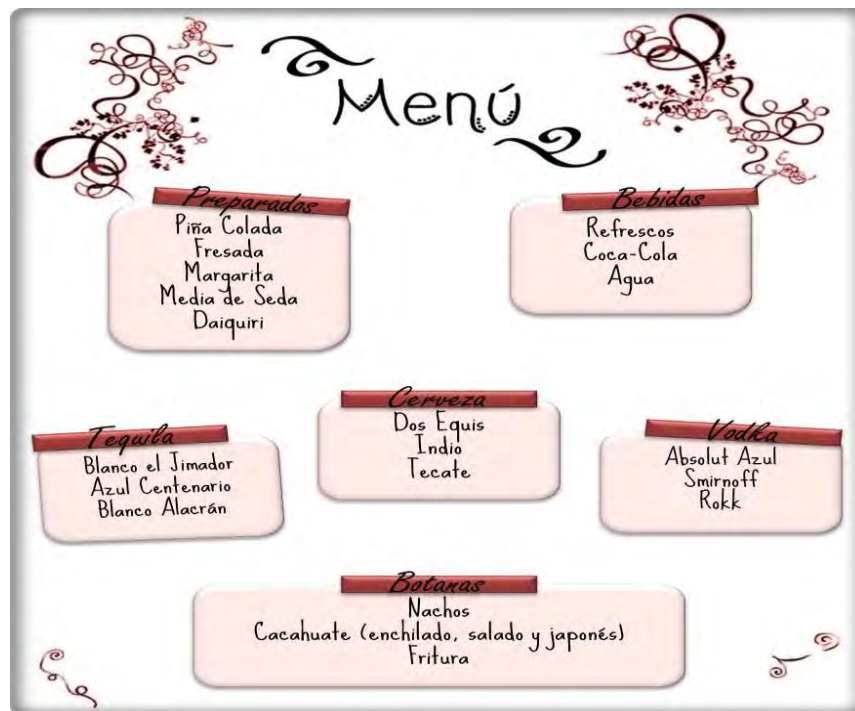 Menú
Preparados
Piña Colada
Fresada
Margarita
Media de Seda
Daiquiri
Bebidas
Refrescos
Coca-Cola
Agua
Tequila
Blanco el Jimador
Azul Centenario
Blanco Alacrán
Cerveza
Dos Equis
Indio
Tecate
Vodka
Absolut Azul
Smirnoff
Rokk
Botanas
Nachos
Cacahuate (enchilado, salado y japonés)
Fritura